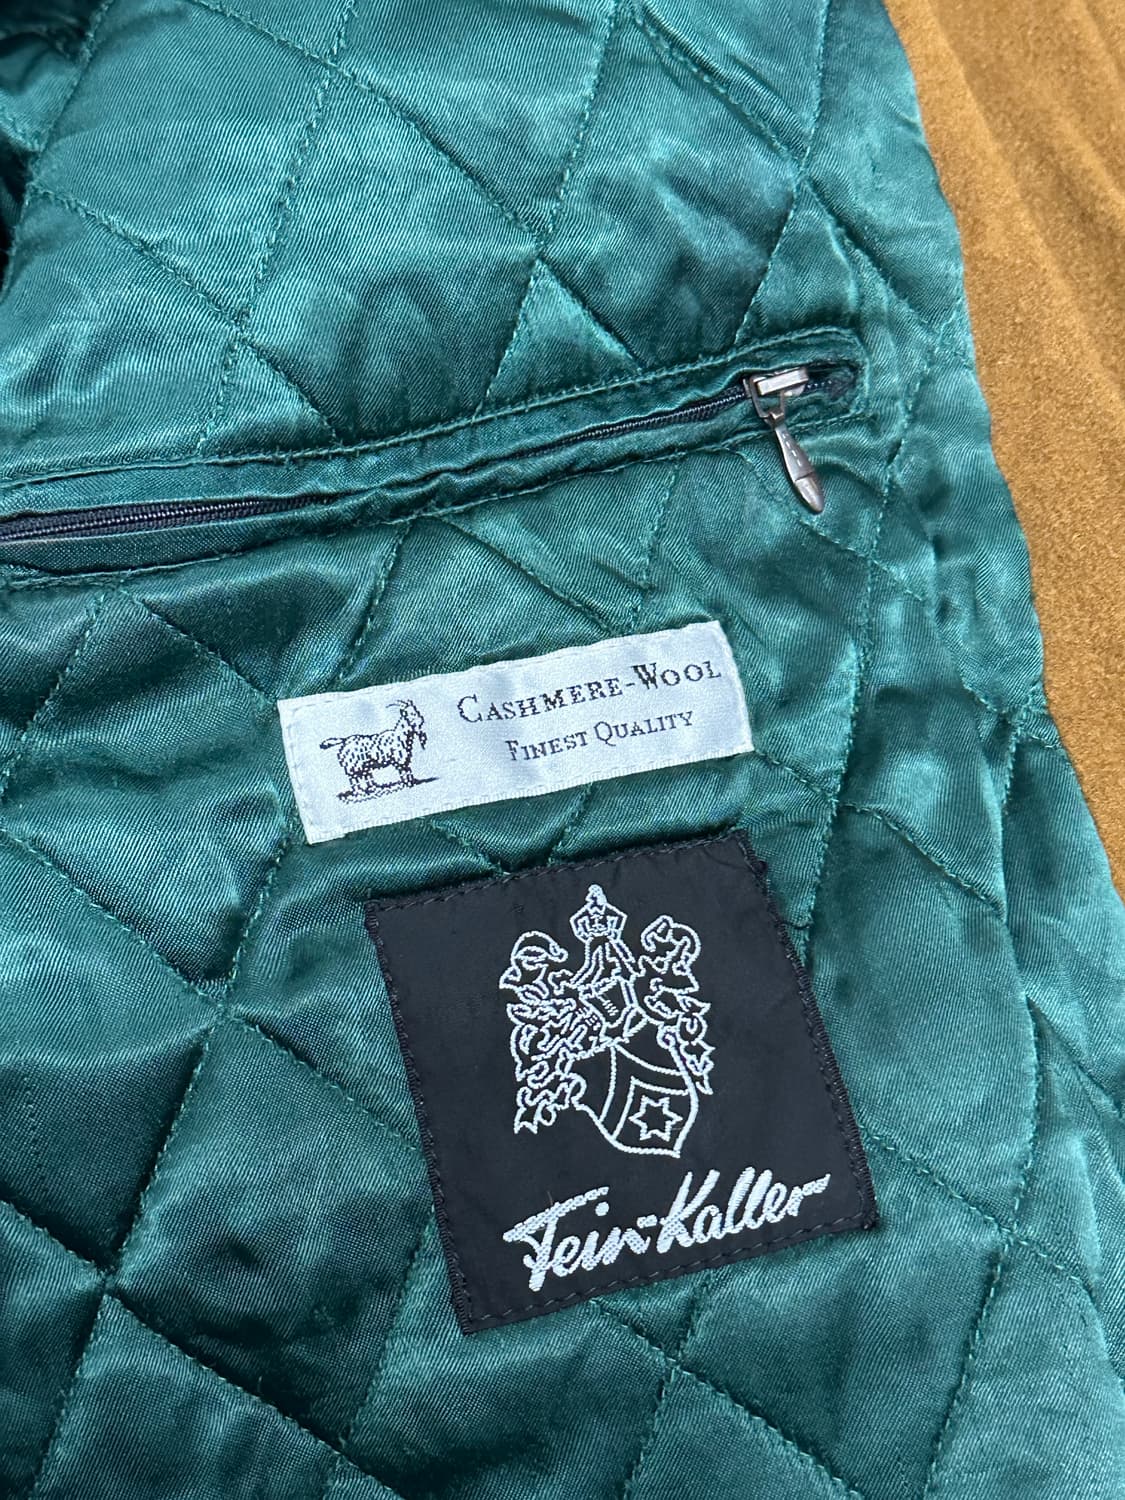 CASHMERE-WOOL
FINEST QUALITY
Fein-Kaller